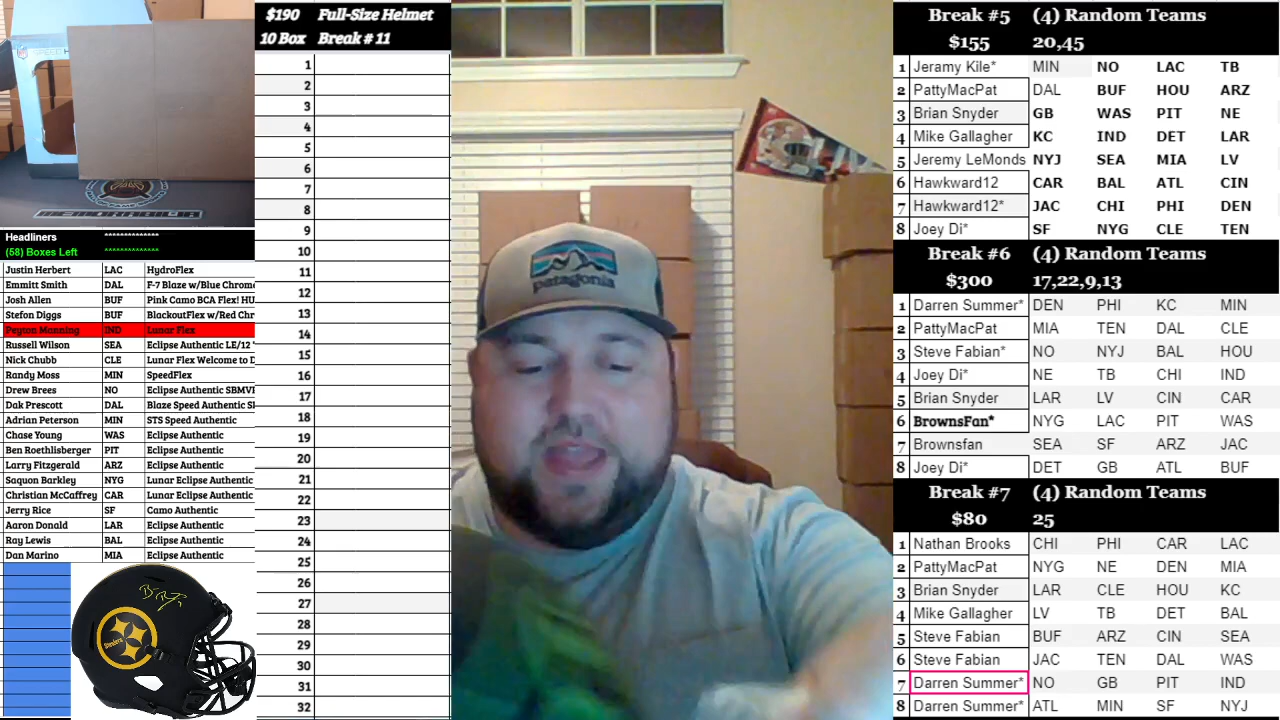 $190 Full-Size Helmet
10 Box Break # 11
1
2
3
4
5
6
7
8
9
10
11
12
13
14
15
16
17
18
19
20
21
22
23
24
25
26
27
28
29
30
31
32
Headliners **************
(58) Boxes Left **************
Justin Herbert LAC HydroFlex
Emmitt Smith DAL F-7 Blaze w/Blue Chrome
Josh Allen BUF Pink Camo BCA Flex! HU
Stefon Diggs BUF BlackoutFlex w/Red Chr
Peyton Manning IND Lunar Flex
Russell Wilson SEA Eclipse Authentic LE/12
Nick Chubb CLE Lunar Flex Welcome to D
Randy Moss MIN SpeedFlex
Drew Brees NO Eclipse Authentic SBMVP
Dak Prescott DAL Blaze Speed Authentic Sl
Adrian Peterson MIN STS Speed Authentic
Chase Young WAS Eclipse Authentic
Ben Roethlisberger PIT Eclipse Authentic
Larry Fitzgerald ARZ Eclipse Authentic
Saquon Barkley NYG Lunar Eclipse Authentic
Christian McCaffrey CAR Lunar Eclipse Authentic
Jerry Rice SF Camo Authentic
Aaron Donald LAR Eclipse Authentic
Ray Lewis BAL Eclipse Authentic
Dan Marino MIA Eclipse Authentic
Steelers
patagonia
Break #5 (4) Random Teams
$155 20,45
1 Jeramy Kile* MIN NO LAC TB
2 PattyMacPat DAL BUF HOU ARZ
3 Brian Snyder GB WAS PIT NE
4 Mike Gallagher KC IND DET LAR
5 Jeremy LeMonds NYJ SEA MIA LV
6 Hawkward12 CAR BAL ATL CIN
7 Hawkward12* JAC CHI PHI DEN
8 Joey Di* SF NYG CLE TEN
Break #6 (4) Random Teams
$300 17,22,9,13
1 Darren Summer* DEN PHI KC MIN
2 PattyMacPat MIA TEN DAL CLE
3 Steve Fabian* NO NYJ BAL HOU
4 Joey Di* NE TB CHI IND
5 Brian Snyder LAR LV CIN CAR
6 BrownsFan* NYG LAC PIT WAS
7 Brownsfan SEA SF ARZ JAC
8 Joey Di* DET GB ATL BUF
Break #7 (4) Random Teams
$80 25
1 Nathan Brooks CHI PHI CAR LAC
2 PattyMacPat NYG NE DEN MIA
3 Brian Snyder LAR CLE HOU KC
4 Mike Gallagher LV TB DET BAL
5 Steve Fabian BUF ARZ CIN SEA
6 Steve Fabian JAC TEN DAL WAS
7 Darren Summer* NO GB PIT IND
8 Darren Summer* ATL MIN SF NYJ